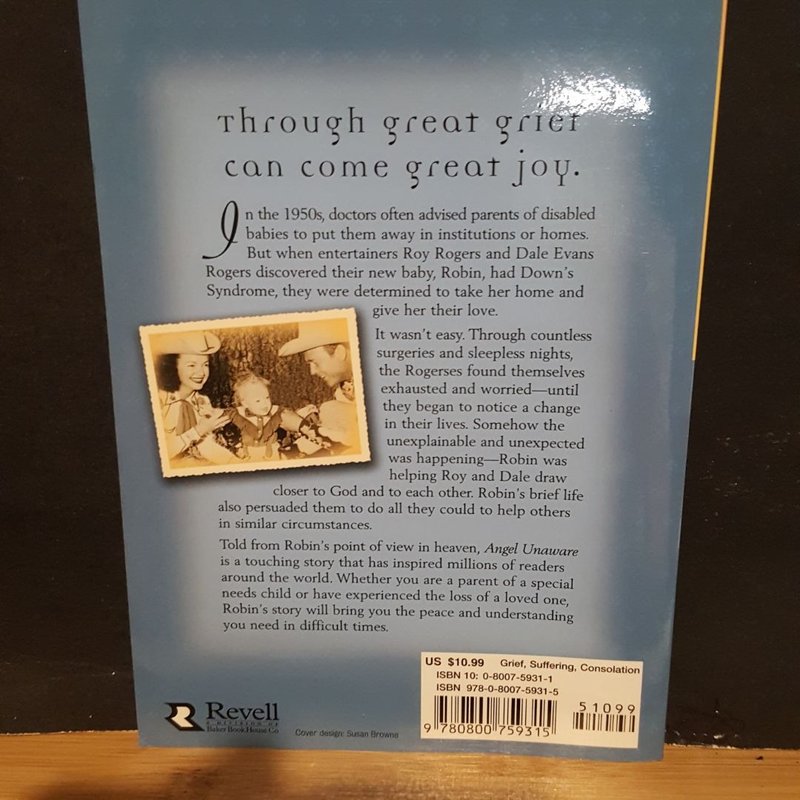 Through great grief
can come great joy.
In the 1950s, doctors often advised parents of disabled
babies to put them away in institutions or homes.
But when entertainers Roy Rogers and Dale Evans
Rogers discovered their new baby, Robin, had Down's
Syndrome, they were determined to take her home and
give her their love.
It wasn't easy. Through countless
surgeries and sleepless nights,
the Rogerses found themselves
exhausted and worried—until
they began to notice a change
in their lives. Somehow the
unexplainable and unexpected
was happening—Robin was
helping Roy and Dale draw
closer to God and to each other. Robin's brief life
also persuaded them to do all they could to help others
in similar circumstances.
Told from Robin's point of view in heaven, Angel Unaware
is a touching story that has inspired millions of readers
around the world. Whether you are a parent of a special
needs child or have experienced the loss of a loved one,
Robin's story will bring you the peace and understanding
you need in difficult times.
US $10.99 Grief, Suffering, Consolation
ISBN 10: 0-8007-5931-1
ISBN 978-0-8007-5931-5
51099
9 780800 759315
Revell
A DIVISION OF
Baker Book House Co
Cover design: Susan Browne